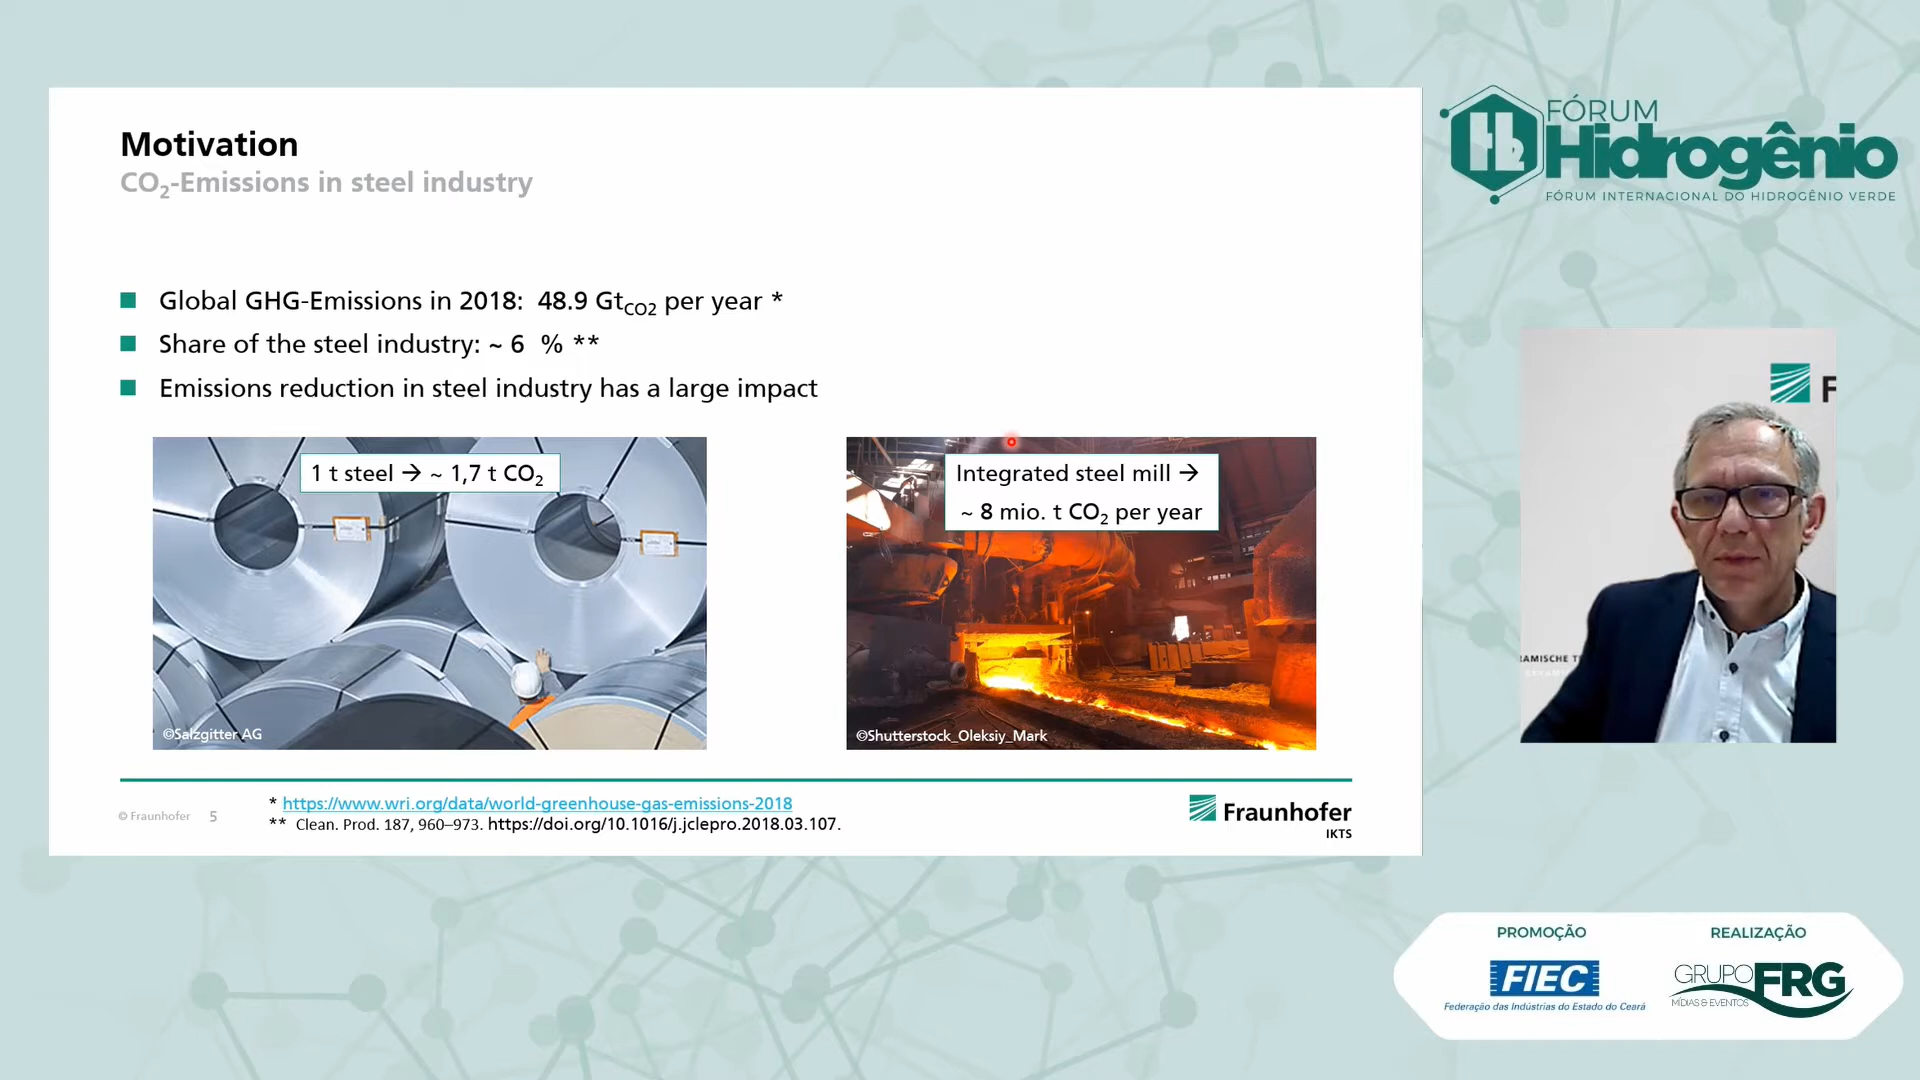 Motivation
CO2-Emissions in steel industry
Global GHG-Emissions in 2018: 48.9 GtCO2 per year *
Share of the steel industry: ~ 6 % **
Emissions reduction in steel industry has a large impact
1 t steel → ~ 1,7 t CO2
©Salzgitter AG
Integrated steel mill →
~ 8 mio. t CO2 per year
©Shutterstock_Oleksiy_Mark
© Fraunhofer 5
* https://www.wri.org/data/world-greenhouse-gas-emissions-2018
** Clean. Prod. 187, 960–973. https://doi.org/10.1016/j.jclepro.2018.03.107.
Fraunhofer
IKTS
H2
FÓRUM
Hidrogênio
FÓRUM INTERNACIONAL DO HIDROGÊNIO VERDE
F
RAMISCHE T
PROMOÇÃO
FIEC
Federação das Indústrias do Estado do Ceará
REALIZAÇÃO
GRUPO FRG
MÍDIAS & EVENTOS